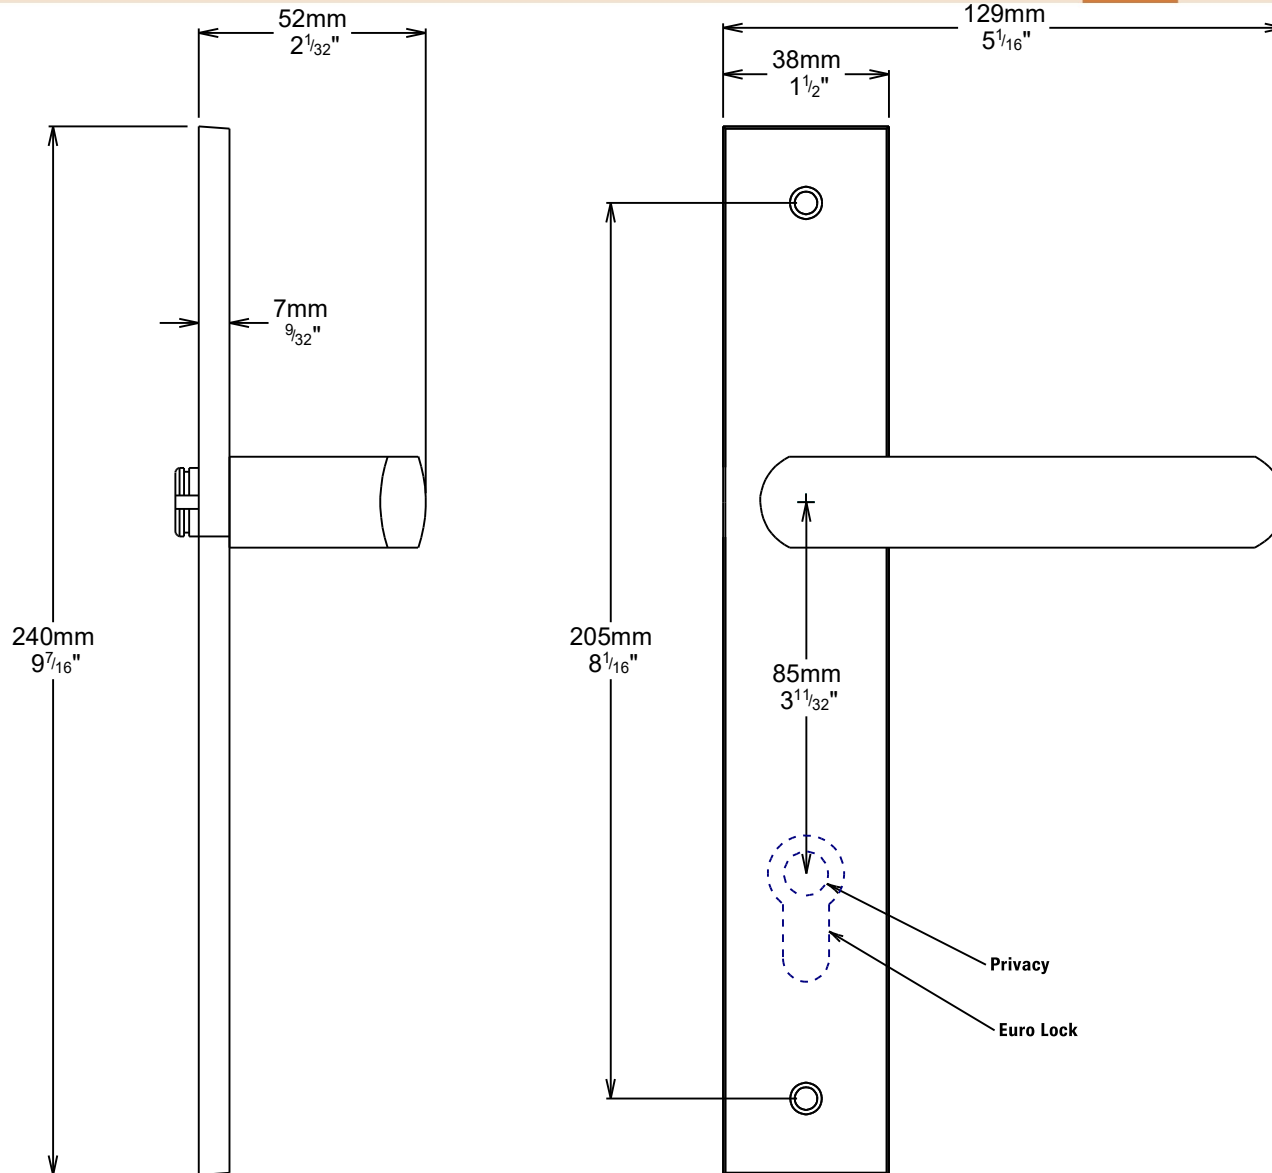 52mm
2 1/32"
129mm
5 1/16"
38mm
1 1/2"
7mm
9/32"
240mm
9 7/16"
205mm
8 1/16"
85mm
3 11/32"
Privacy
Euro Lock